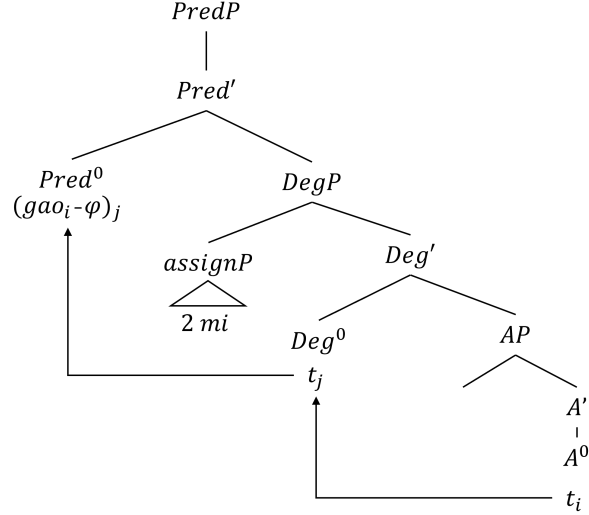 PredP
Pred′
Pred⁰
(gaoᵢ-φ)ⱼ
DegP
assignP
2 mi
Deg′
Deg⁰
tⱼ
AP
A'
A⁰
tᵢ